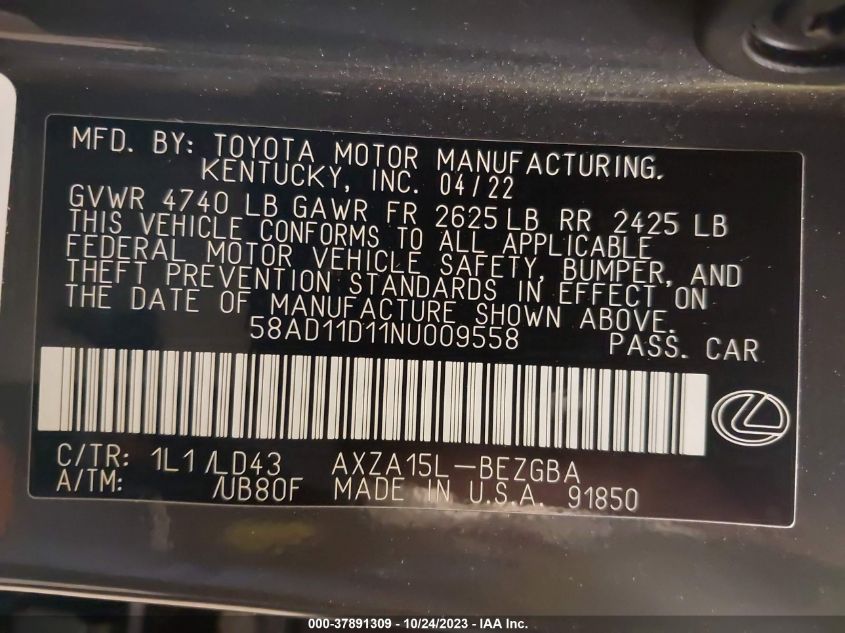 MFD. BY: TOYOTA MOTOR MANUFACTURING,
KENTUCKY, INC. 04/22
GVWR 4740 LB GAWR FR 2625 LB RR 2425 LB
THIS VEHICLE CONFORMS TO ALL APPLICABLE
FEDERAL MOTOR VEHICLE SAFETY, BUMPER, AND
THEFT PREVENTION STANDARDS IN EFFECT ON
THE DATE OF MANUFACTURE SHOWN ABOVE.
58AD11D11NU009558 PASS. CAR
C/TR: 1L1/LD43 AXZA15L-BEZGBA
A/TM: /UB80F MADE IN U.S.A. 91850
000-37891309 - 10/24/2023 - IAA Inc.